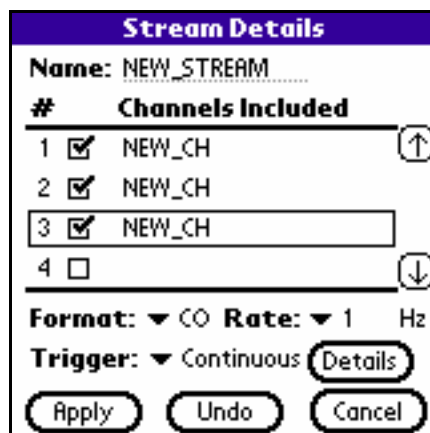 Stream Details
Name: NEW_STREAM
# Channels Included
1 NEW_CH
2 NEW_CH
3 NEW_CH
4
Format: CO Rate: 1 Hz
Trigger: Continuous Details
Apply Undo Cancel